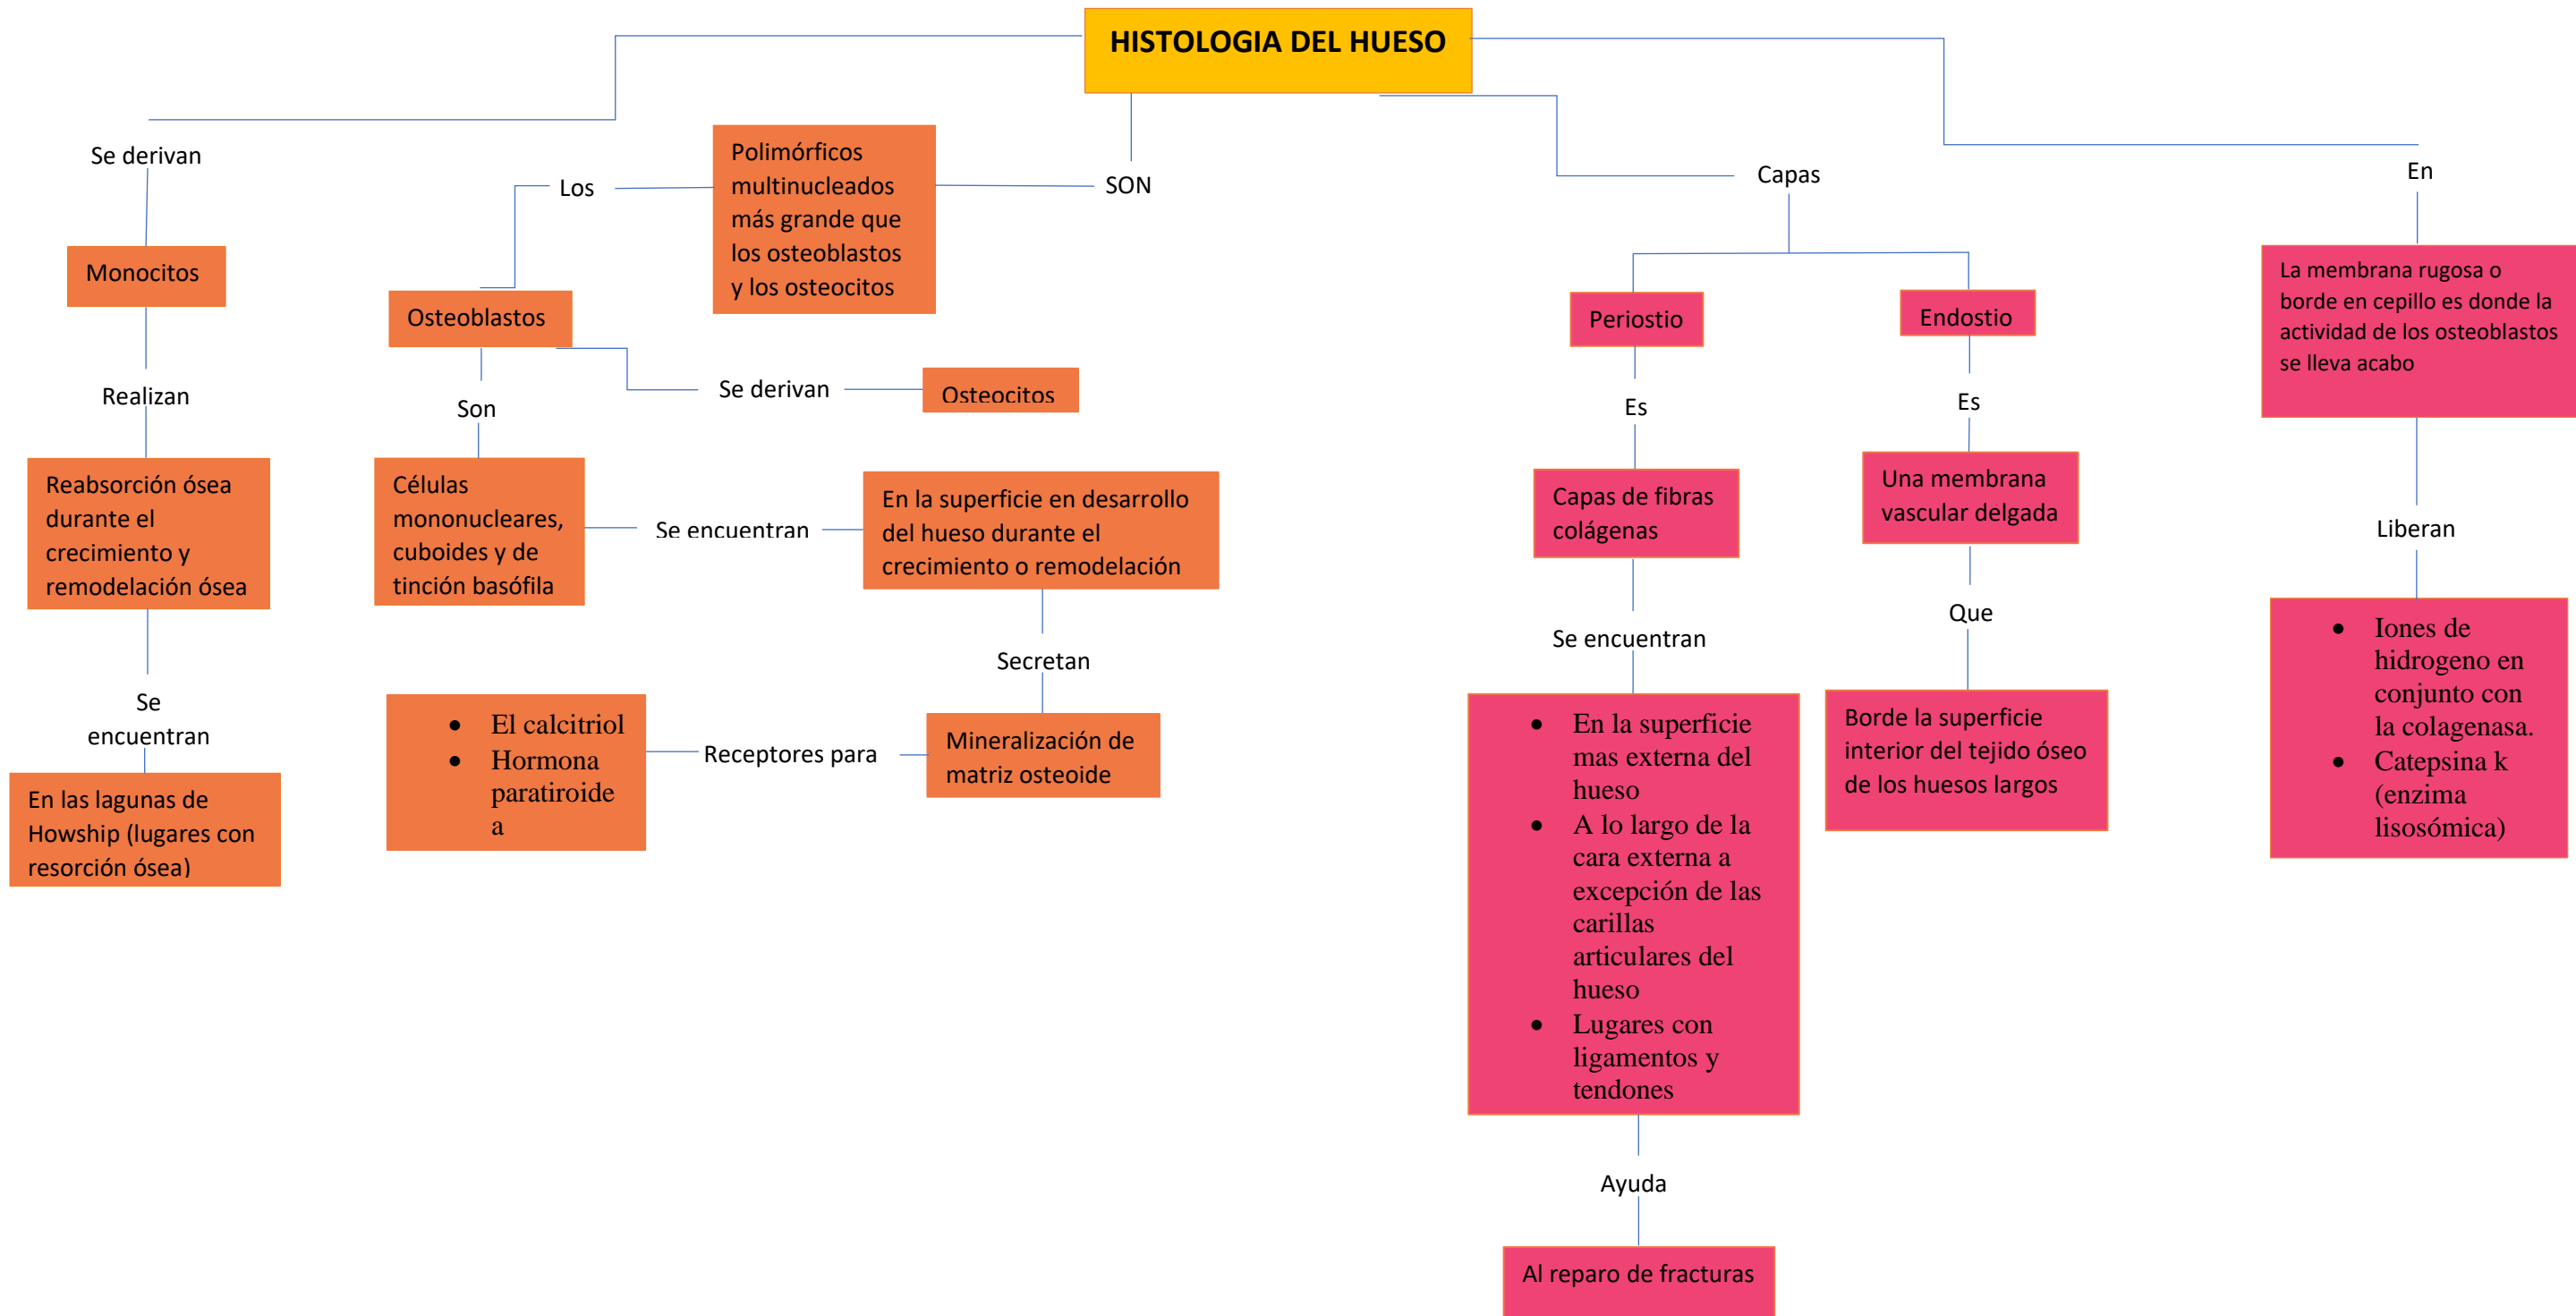 HISTOLOGIA DEL HUESO
Se derivan
Monocitos
Realizan
Reabsorción ósea
durante el
crecimiento y
remodelación ósea
Se
encuentran
En las lagunas de
Howship (lugares con
resorción ósea)
SON
Polimórficos
multinucleados
más grande que
los osteoblastos
y los osteocitos
Los
Osteoblastos
Se derivan
Osteocitos
Son
Células
mononucleares,
cuboides y de
tinción basófila
Se encuentran
En la superficie en desarrollo
del hueso durante el
crecimiento o remodelación
Secretan
Mineralización de
matriz osteoide
Receptores para
• El calcitriol
• Hormona
paratiroide
a
Capas
Periostio
Es
Capas de fibras
colágenas
Se encuentran
• En la superficie
mas externa del
hueso
• A lo largo de la
cara externa a
excepción de las
carillas
articulares del
hueso
• Lugares con
ligamentos y
tendones
Ayuda
Al reparo de fracturas
Endostio
Es
Una membrana
vascular delgada
Que
Borde la superficie
interior del tejido óseo
de los huesos largos
En
La membrana rugosa o
borde en cepillo es donde la
actividad de los osteoblastos
se lleva acabo
Liberan
• Iones de
hidrogeno en
conjunto con
la colagenasa.
• Catepsina k
(enzima
lisosómica)